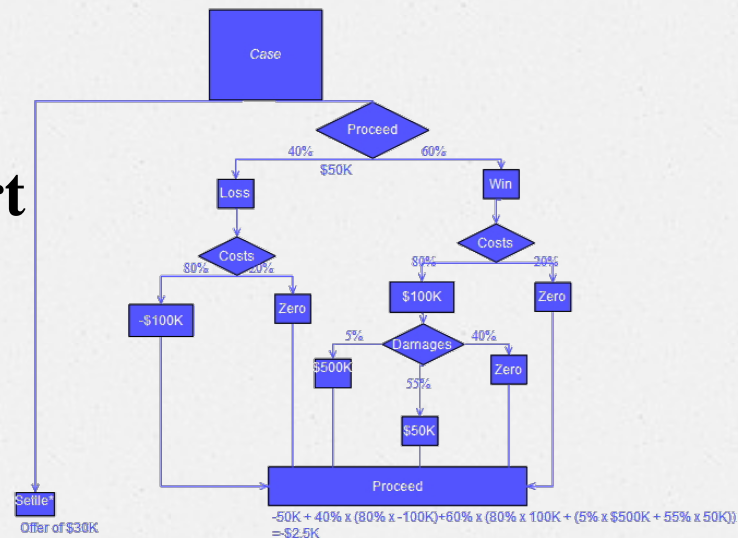 Case
Proceed
40% 60%
$50K
rt
Loss Win
Costs Costs
80% 20% 80% 20%
-$100K Zero $100K Zero
5% Damages 40%
$500K Zero
55%
$50K
Proceed
Settle*
Offer of $30K
-50K + 40% x (80% x -100K)+60% x (80% x 100K + (5% x $500K + 55% x 50K))
=-$2.5K